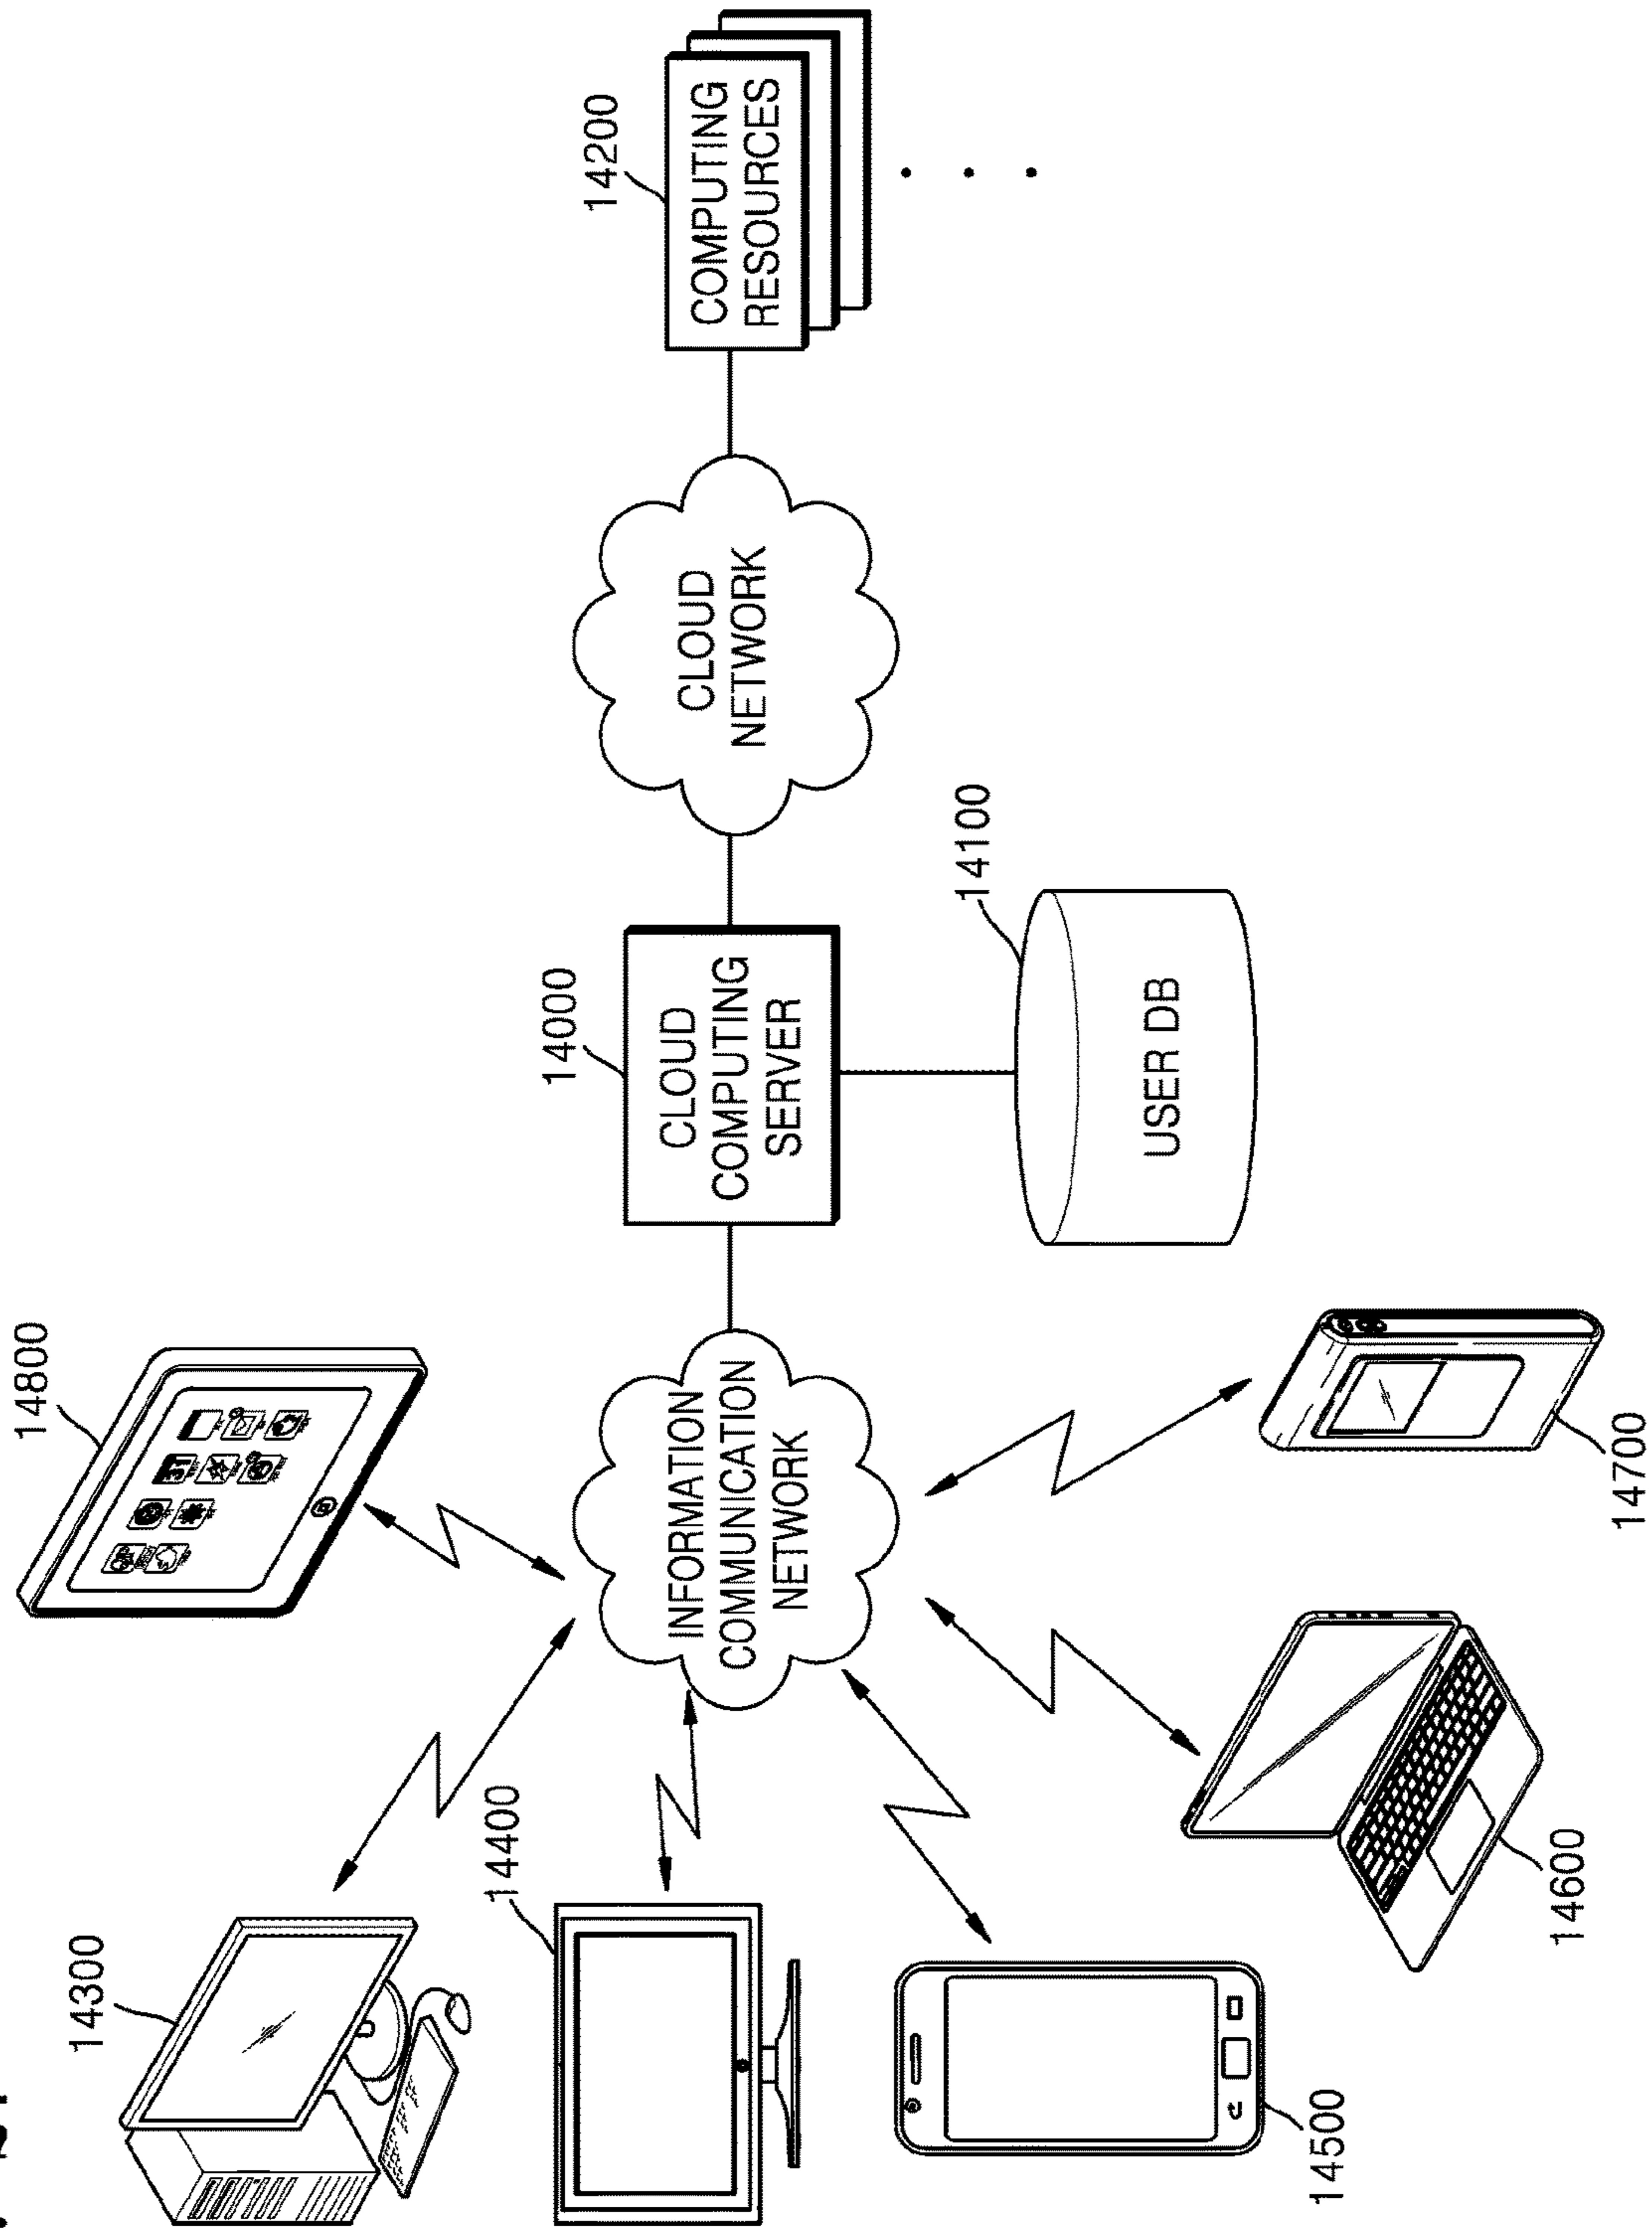 14800
14300
14400
14500
14600
14700
INFORMATION
COMMUNICATION
NETWORK
14000
CLOUD
COMPUTING
SERVER
14100
USER DB
CLOUD
NETWORK
14200
COMPUTING
RESOURCES